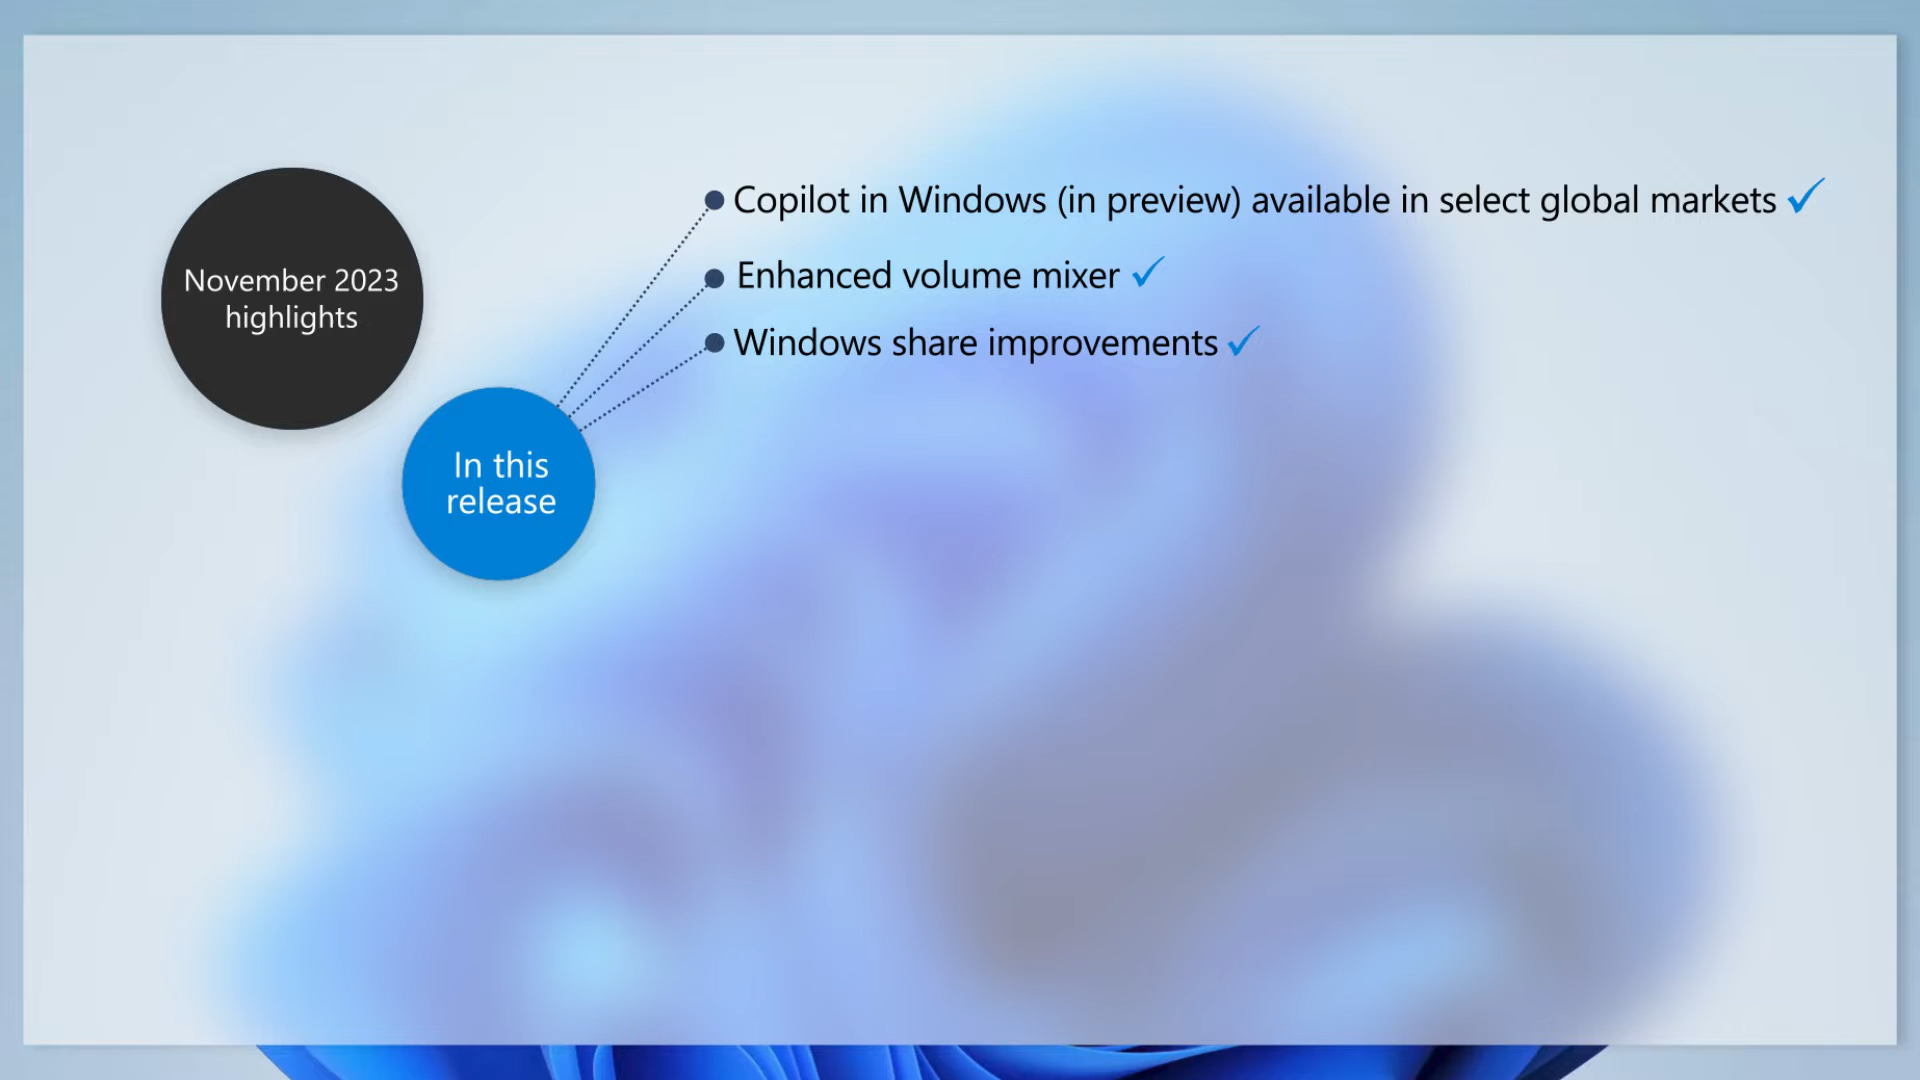 November 2023
highlights
In this
release
Copilot in Windows (in preview) available in select global markets
Enhanced volume mixer
Windows share improvements